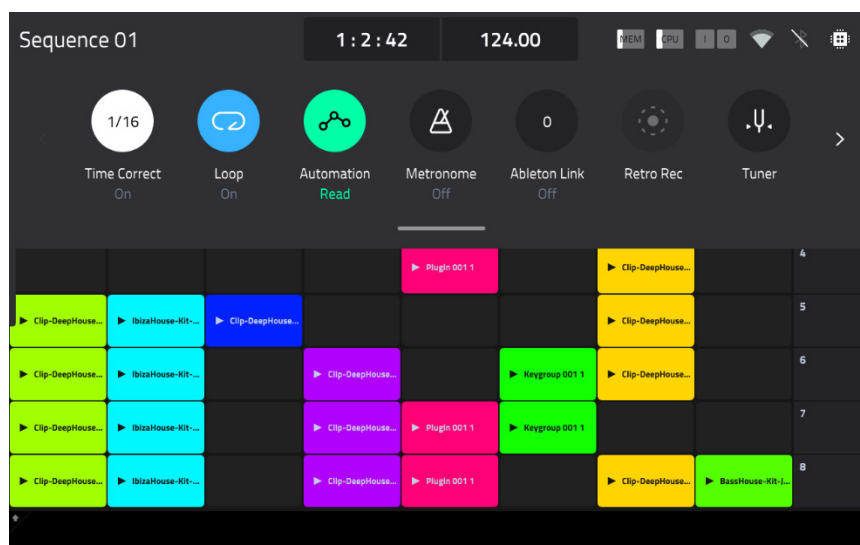 Sequence 01
1:2:42
124.00
MEM
CPU
I
O
1/16
0
Time Correct
Loop
Automation
Metronome
Ableton Link
Retro Rec
Tuner
On
On
Read
Off
Off
Plugin 001 1
Clip-DeepHouse...
4
Clip-DeepHouse...
IbizaHouse-Kit-...
Clip-DeepHouse...
Clip-DeepHouse...
5
Clip-DeepHouse...
IbizaHouse-Kit-...
Clip-DeepHouse...
Keygroup 001 1
Clip-DeepHouse...
6
Clip-DeepHouse...
IbizaHouse-Kit-...
Clip-DeepHouse...
Plugin 001 1
Keygroup 001 1
7
Clip-DeepHouse...
IbizaHouse-Kit-...
Clip-DeepHouse...
Plugin 001 1
Clip-DeepHouse...
BassHouse-Kit-J...
8